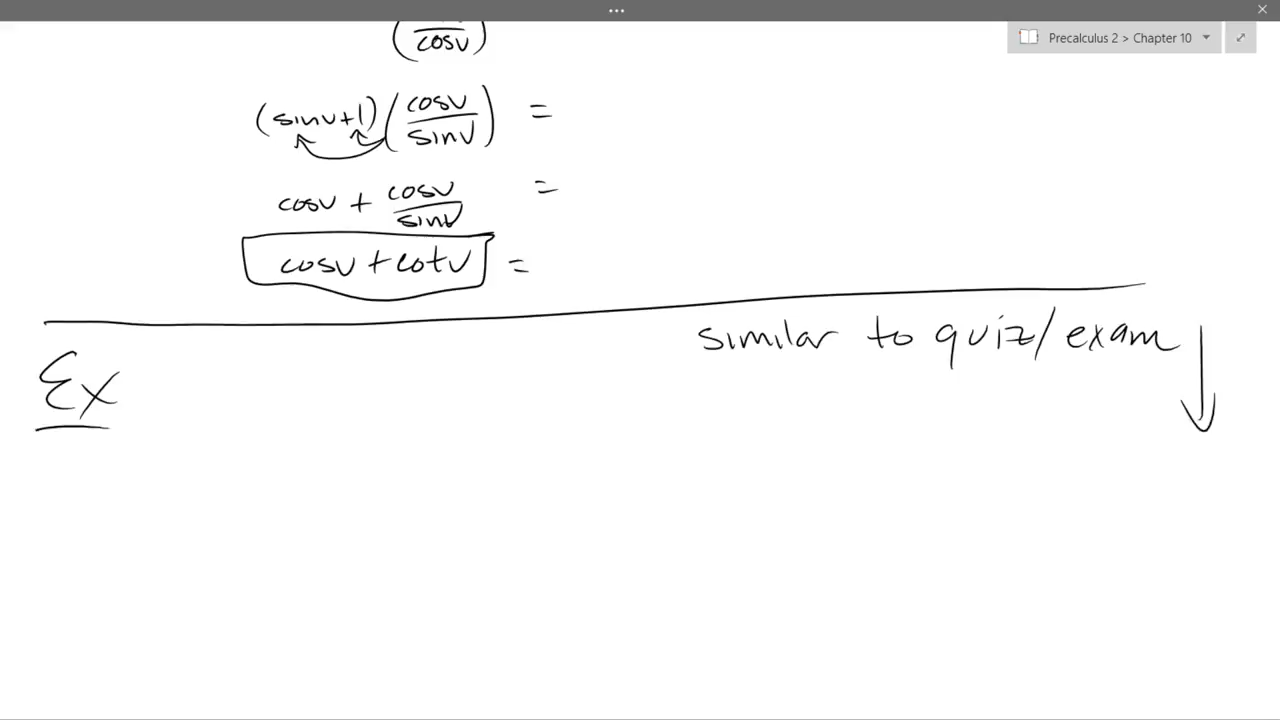 Precalculus 2 > Chapter 10
(cosv)
(sinv+1)(cosv/sinv) =
cosv + cosv/sinv =
cosv + cotv =
similar to quiz/exam
Ex